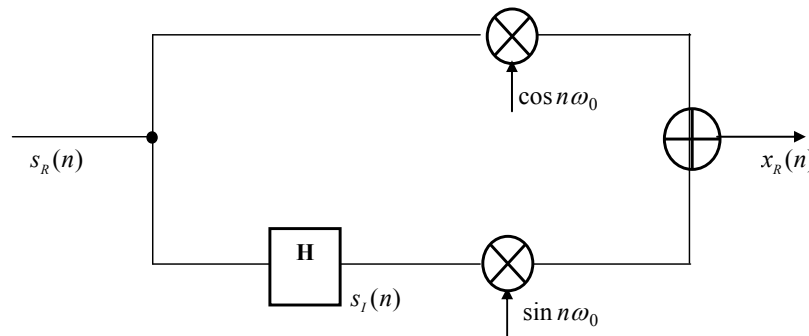 cos nω₀
s_R(n)
x_R(n)
H
s_I(n)
sin nω₀